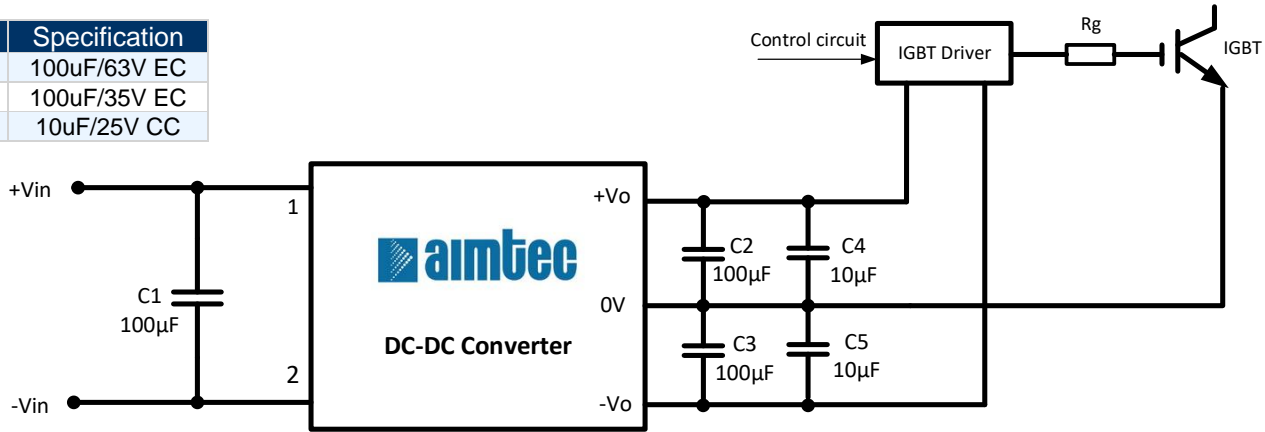 Specification
100uF/63V EC
100uF/35V EC
10uF/25V CC
Control circuit
IGBT Driver
Rg
IGBT
+Vin
1
C1
100µF
2
-Vin
aimtec
DC-DC Converter
+Vo
0V
-Vo
C2
100µF
C4
10µF
C3
100µF
C5
10µF